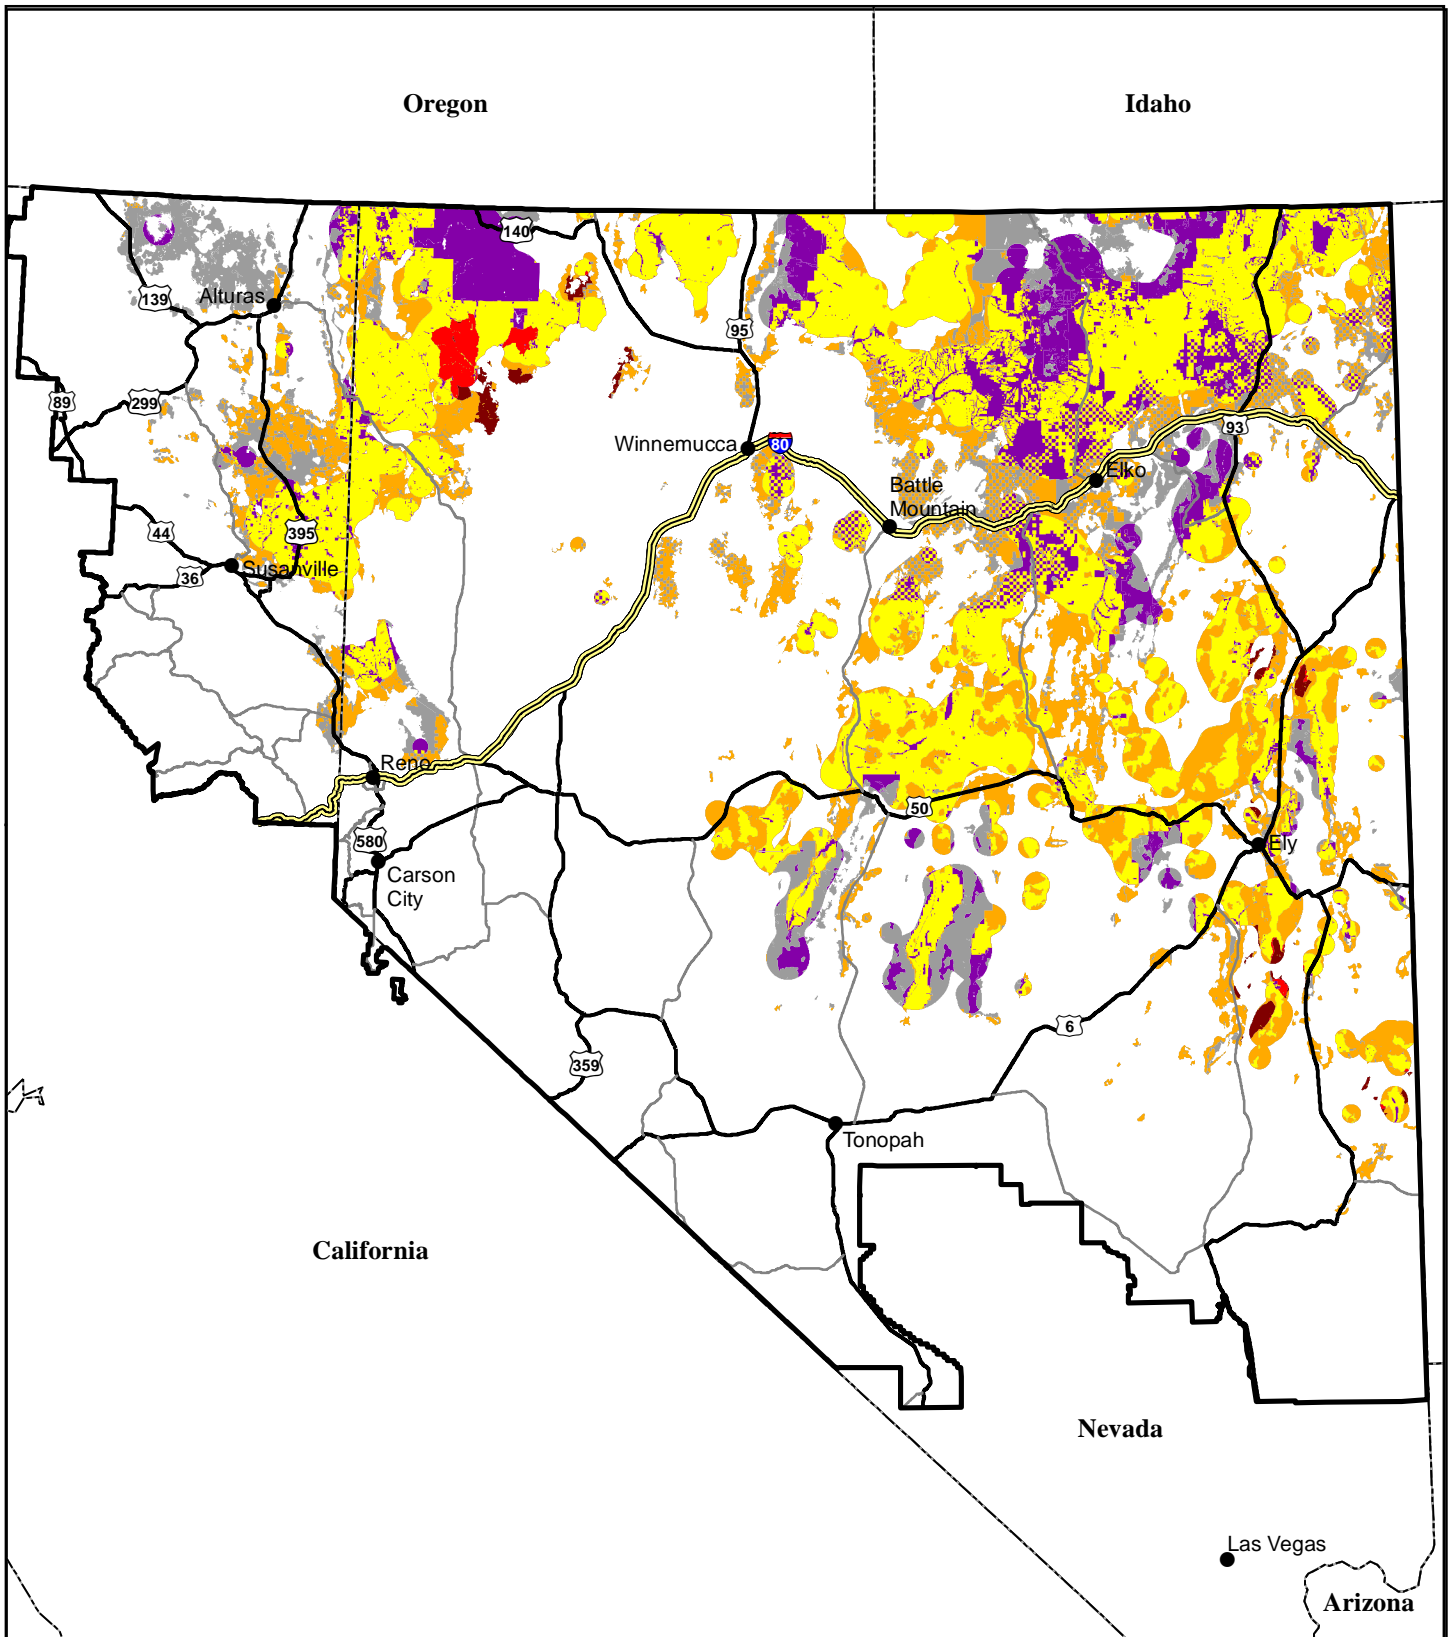 Oregon
Idaho
140
139
Alturas
95
89
299
93
Winnemucca
80
Elko
Battle
Mountain
44
395
36
Susanville
Reno
50
580
Ely
Carson
City
6
359
Tonopah
California
Nevada
Las Vegas
Arizona